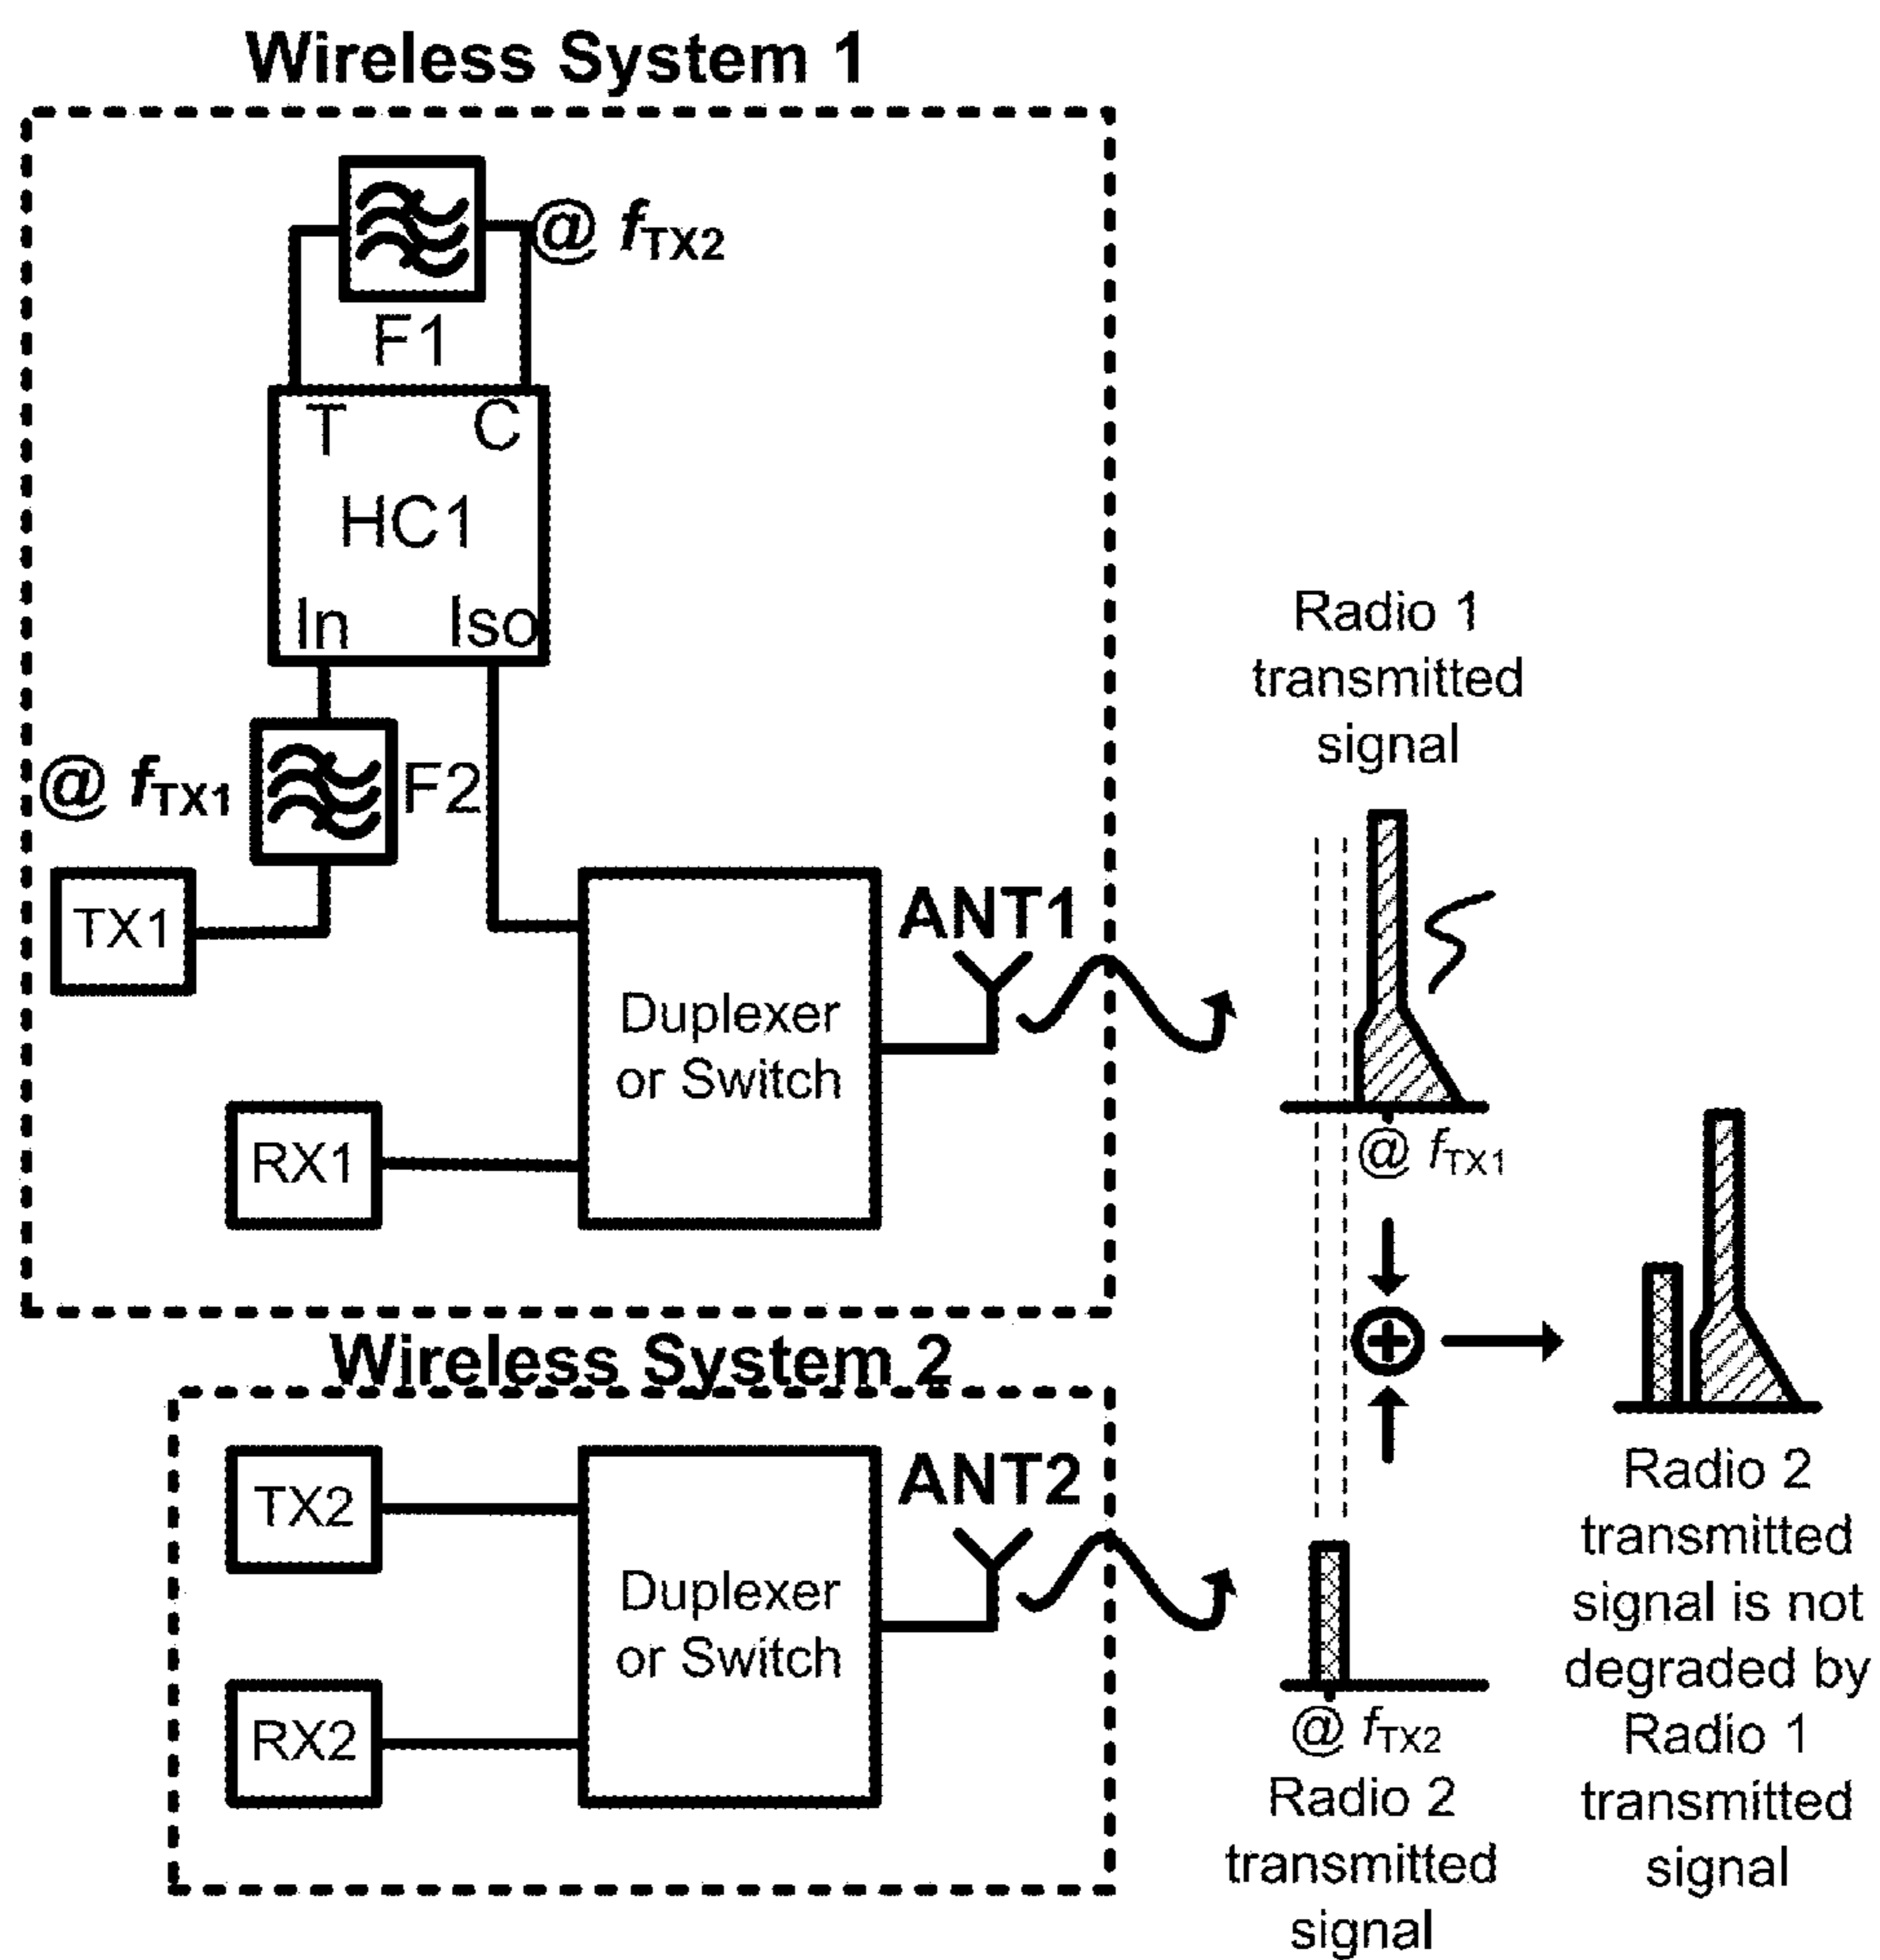 Wireless System 1
@ fTX2
F1
T C
HC1
In Iso
@ fTX1 F2
TX1
ANT1
Duplexer
or Switch
RX1
Radio 1
transmitted
signal
@ fTX1
Wireless System 2
TX2
ANT2
Duplexer
or Switch
RX2
@ fTX2
Radio 2
transmitted
signal
Radio 2
transmitted
signal is not
degraded by
Radio 1
transmitted
signal